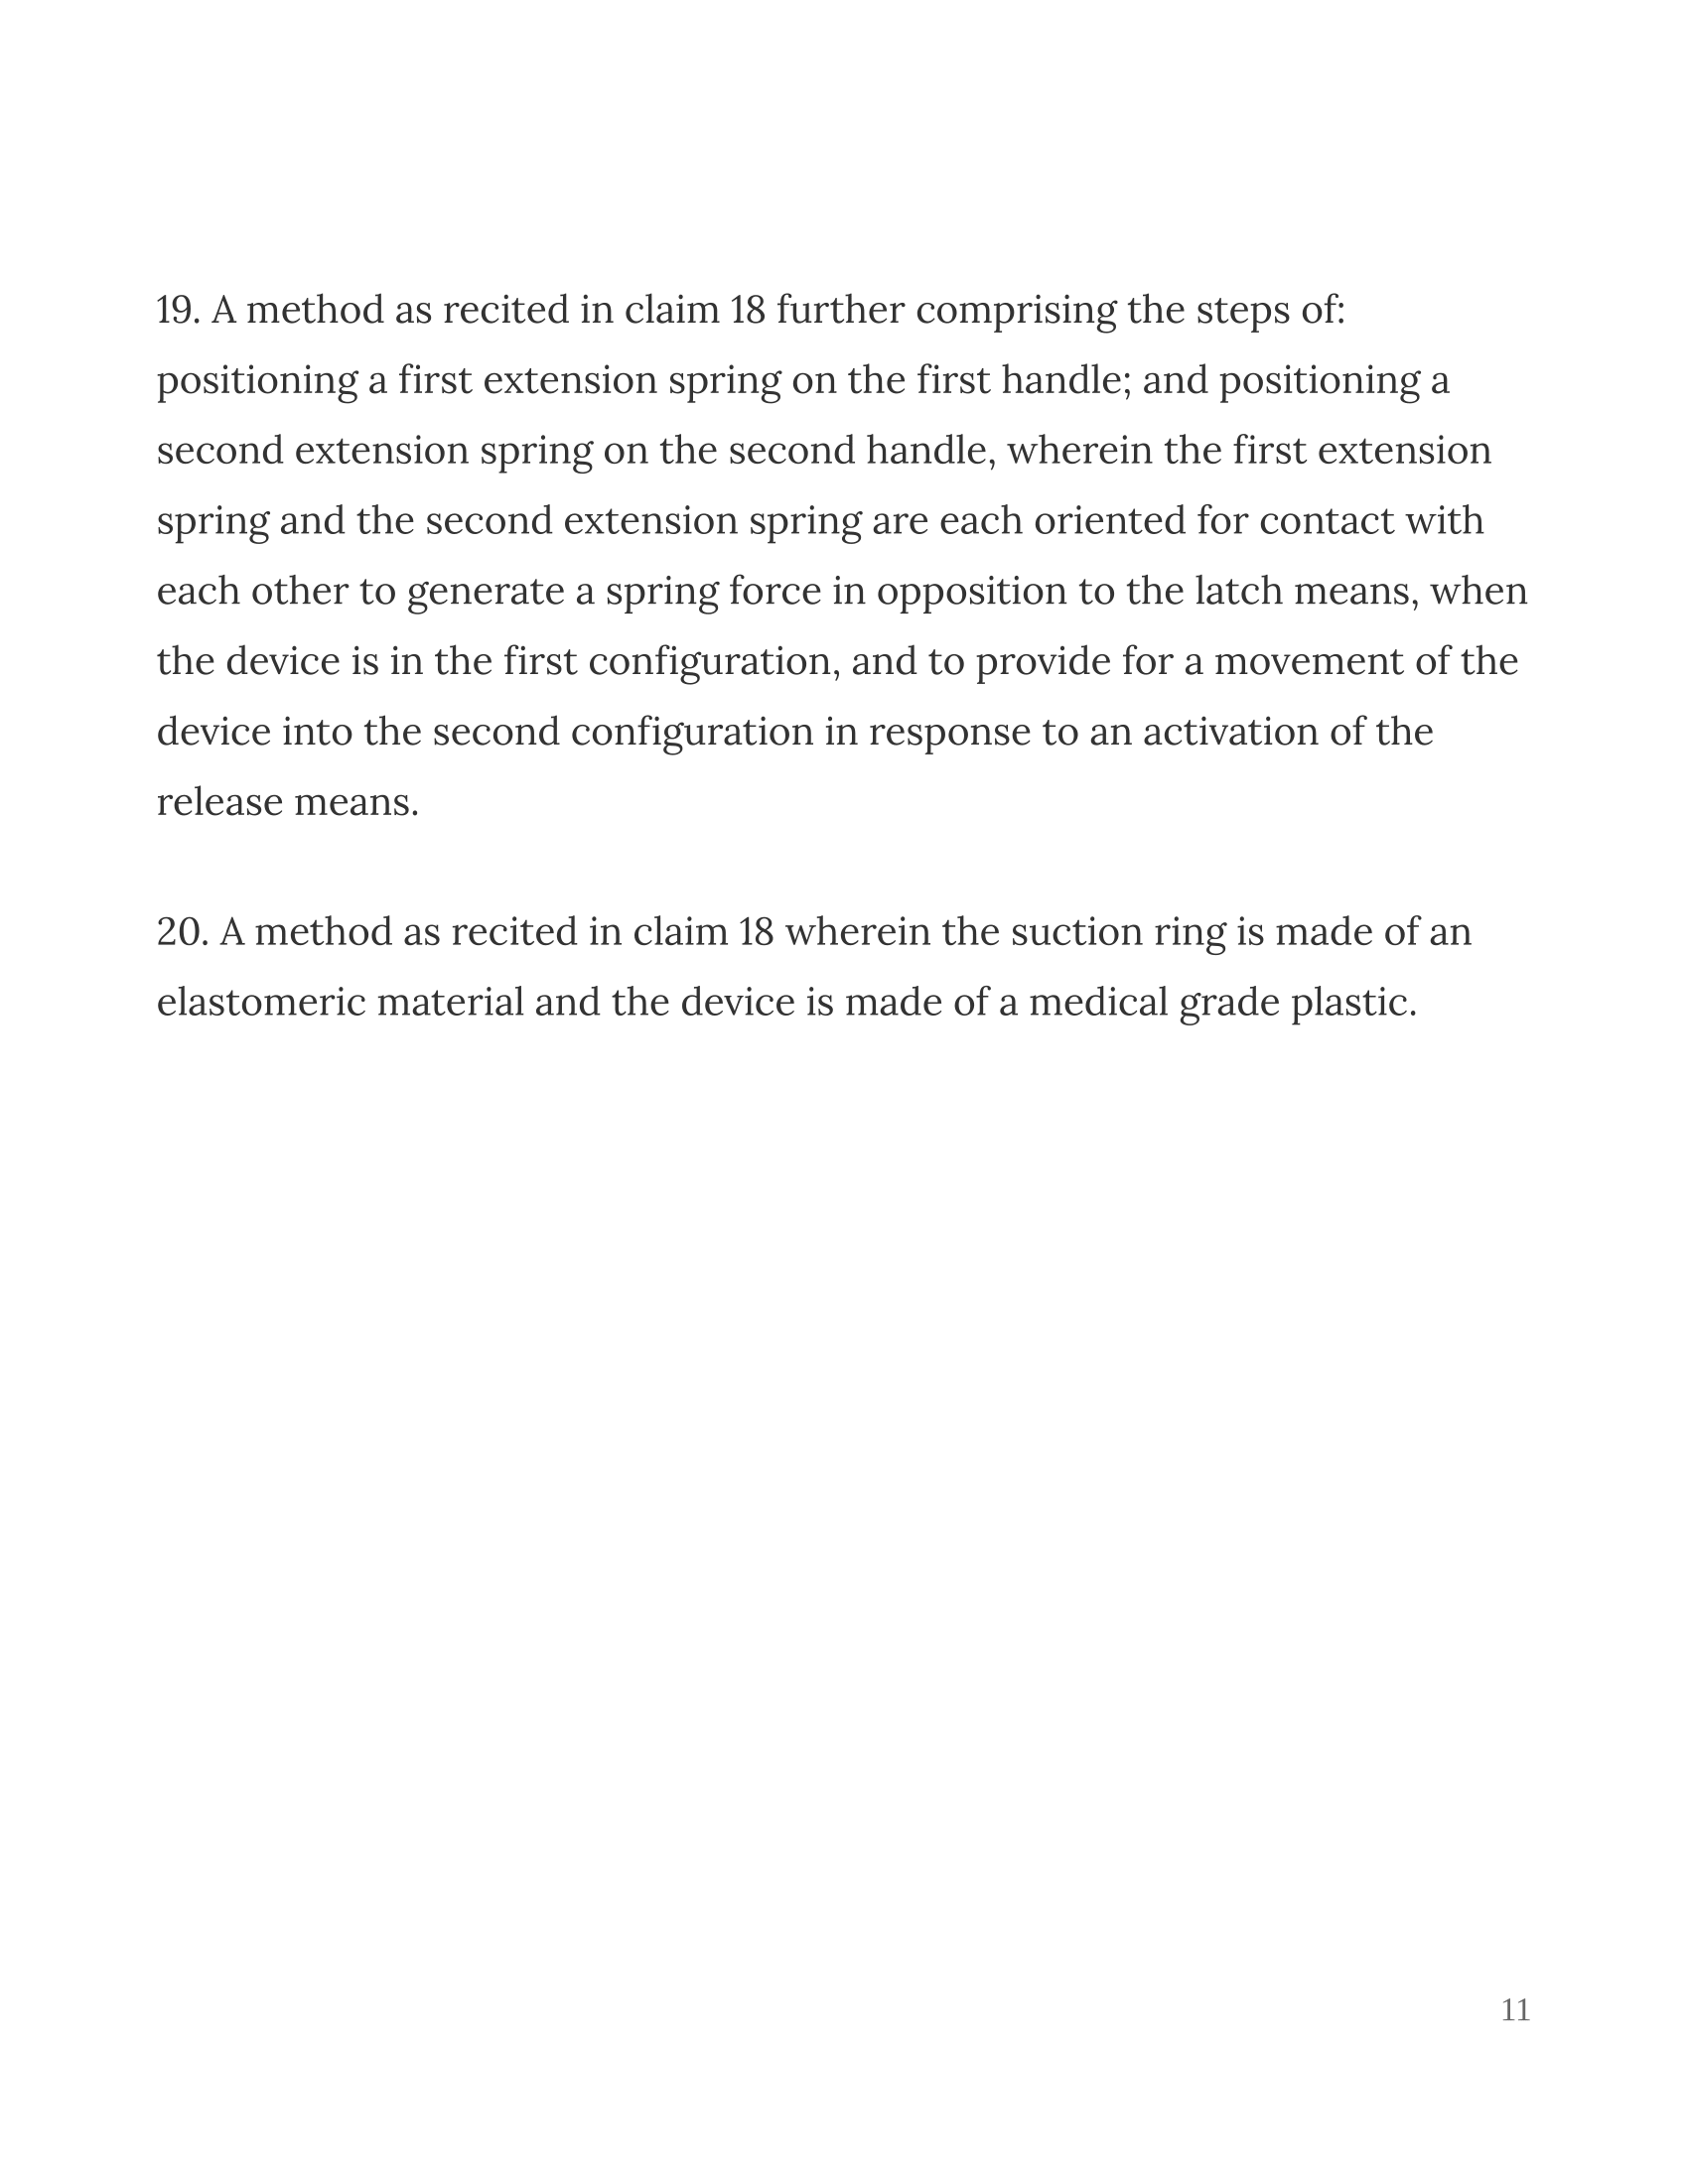 19. A method as recited in claim 18 further comprising the steps of:
positioning a first extension spring on the first handle; and positioning a
second extension spring on the second handle, wherein the first extension
spring and the second extension spring are each oriented for contact with
each other to generate a spring force in opposition to the latch means, when
the device is in the first configuration, and to provide for a movement of the
device into the second configuration in response to an activation of the
release means.
20. A method as recited in claim 18 wherein the suction ring is made of an
elastomeric material and the device is made of a medical grade plastic.
11